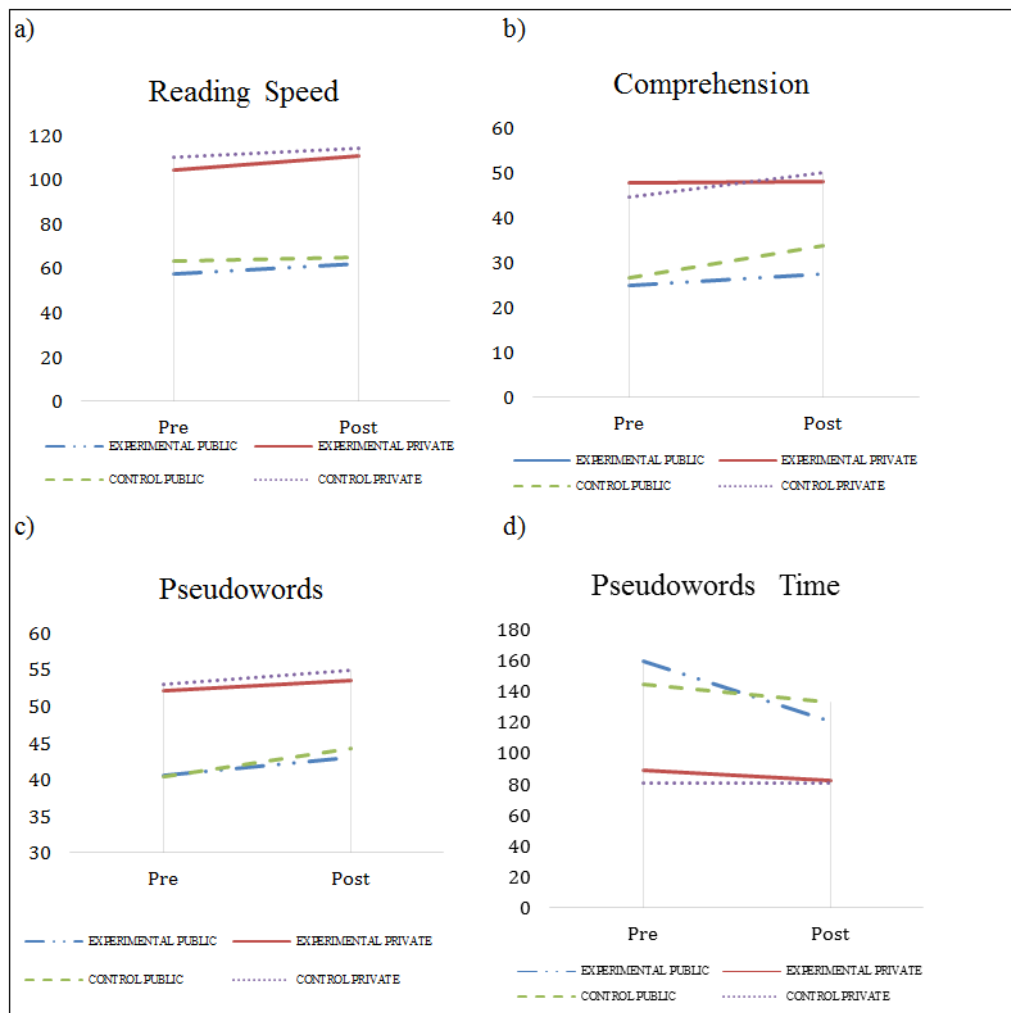 a)
Reading Speed
120
100
80
60
40
20
0
Pre Post
EXPERIMENTAL PUBLIC EXPERIMENTAL PRIVATE
CONTROL PUBLIC CONTROL PRIVATE
b)
Comprehension
60
50
40
30
20
10
0
Pre Post
EXPERIMENTAL PUBLIC EXPERIMENTAL PRIVATE
CONTROL PUBLIC CONTROL PRIVATE
c)
Pseudowords
60
55
50
45
40
35
30
Pre Post
EXPERIMENTAL PUBLIC EXPERIMENTAL PRIVATE
CONTROL PUBLIC CONTROL PRIVATE
d)
Pseudowords Time
180
160
140
120
100
80
60
40
20
0
Pre Post
EXPERIMENTAL PUBLIC EXPERIMENTAL PRIVATE
CONTROL PUBLIC CONTROL PRIVATE